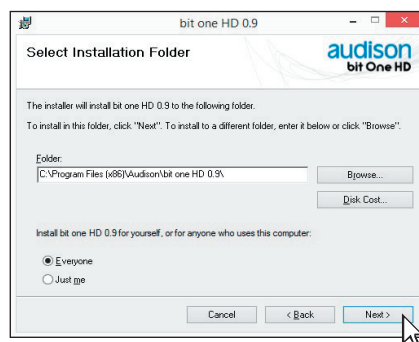 bit one HD 0.9
Select Installation Folder
audison
bit One HD
The installer will install bit one HD 0.9 to the following folder.
To install in this folder, click "Next". To install to a different folder, enter it below or click "Browse".
Folder:
C:\Program Files (x86)\Audison\bit one HD 0.9\
Browse...
Disk Cost...
Install bit one HD 0.9 for yourself, or for anyone who uses this computer:
Everyone
Just me
Cancel
< Back
Next >